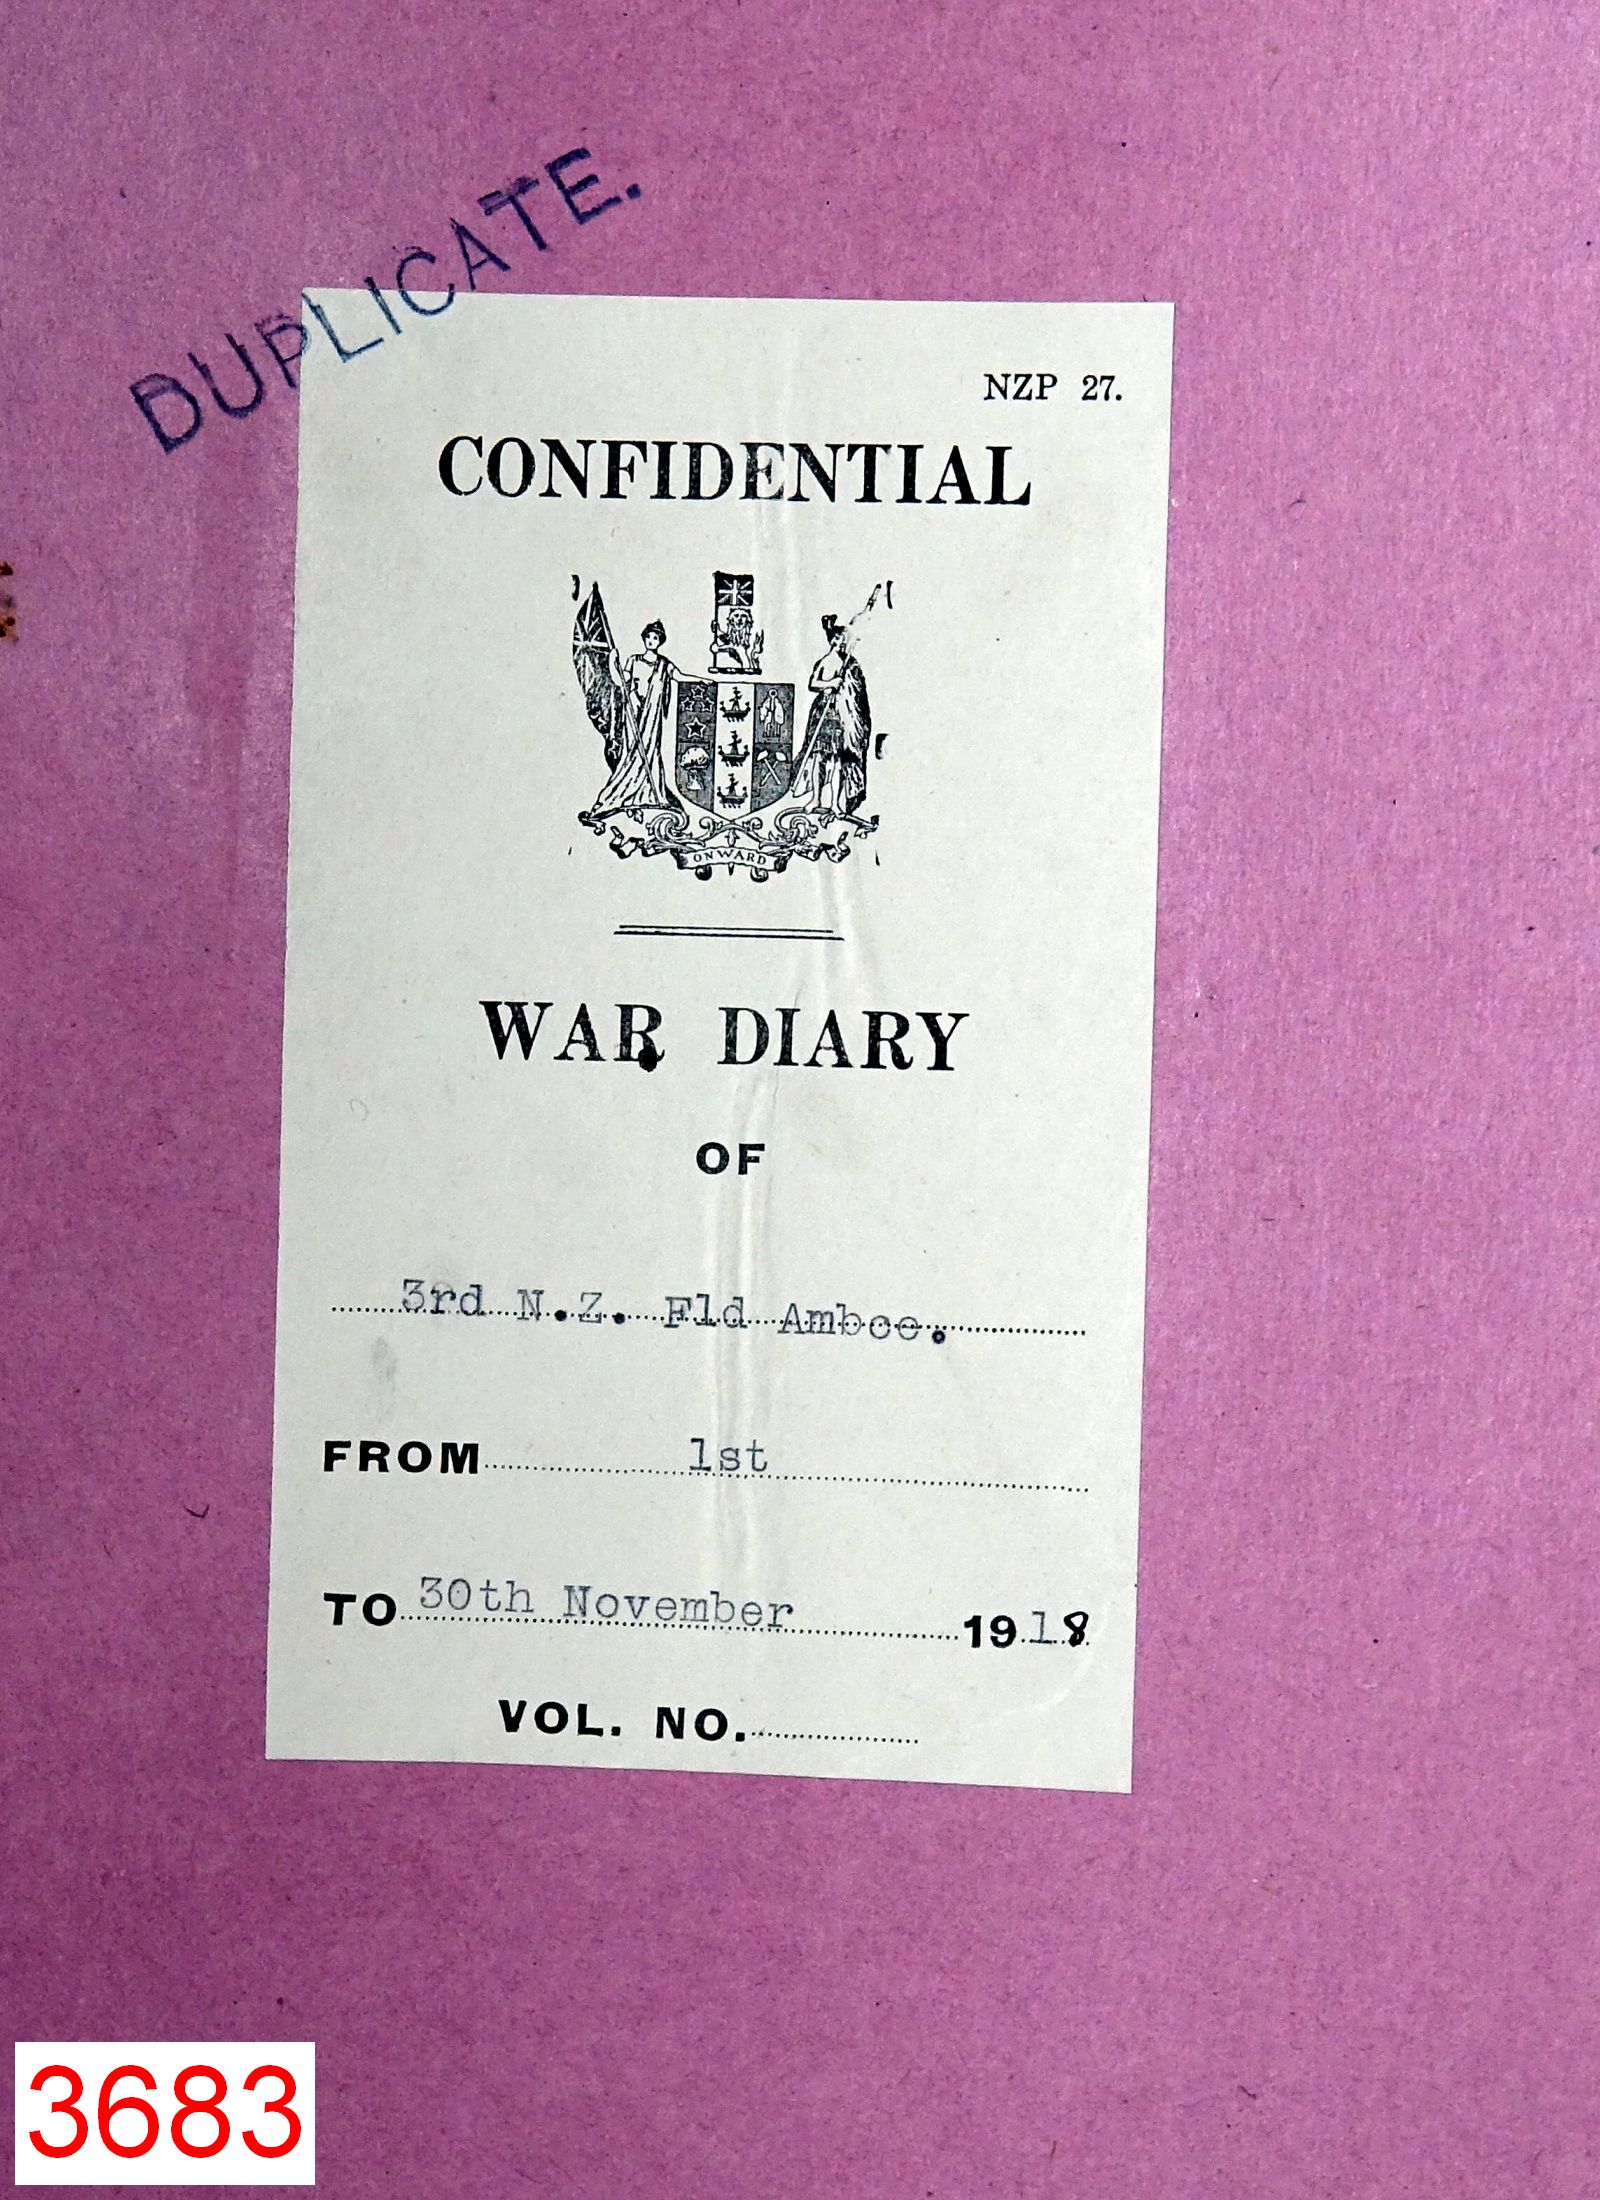 DUPLICATE.
NZP 27.
CONFIDENTIAL
ONWARD
WAR DIARY
OF
3rd N.Z. Fld Ambce.
FROM 1st
TO 30th November 1918
VOL. NO.
3683